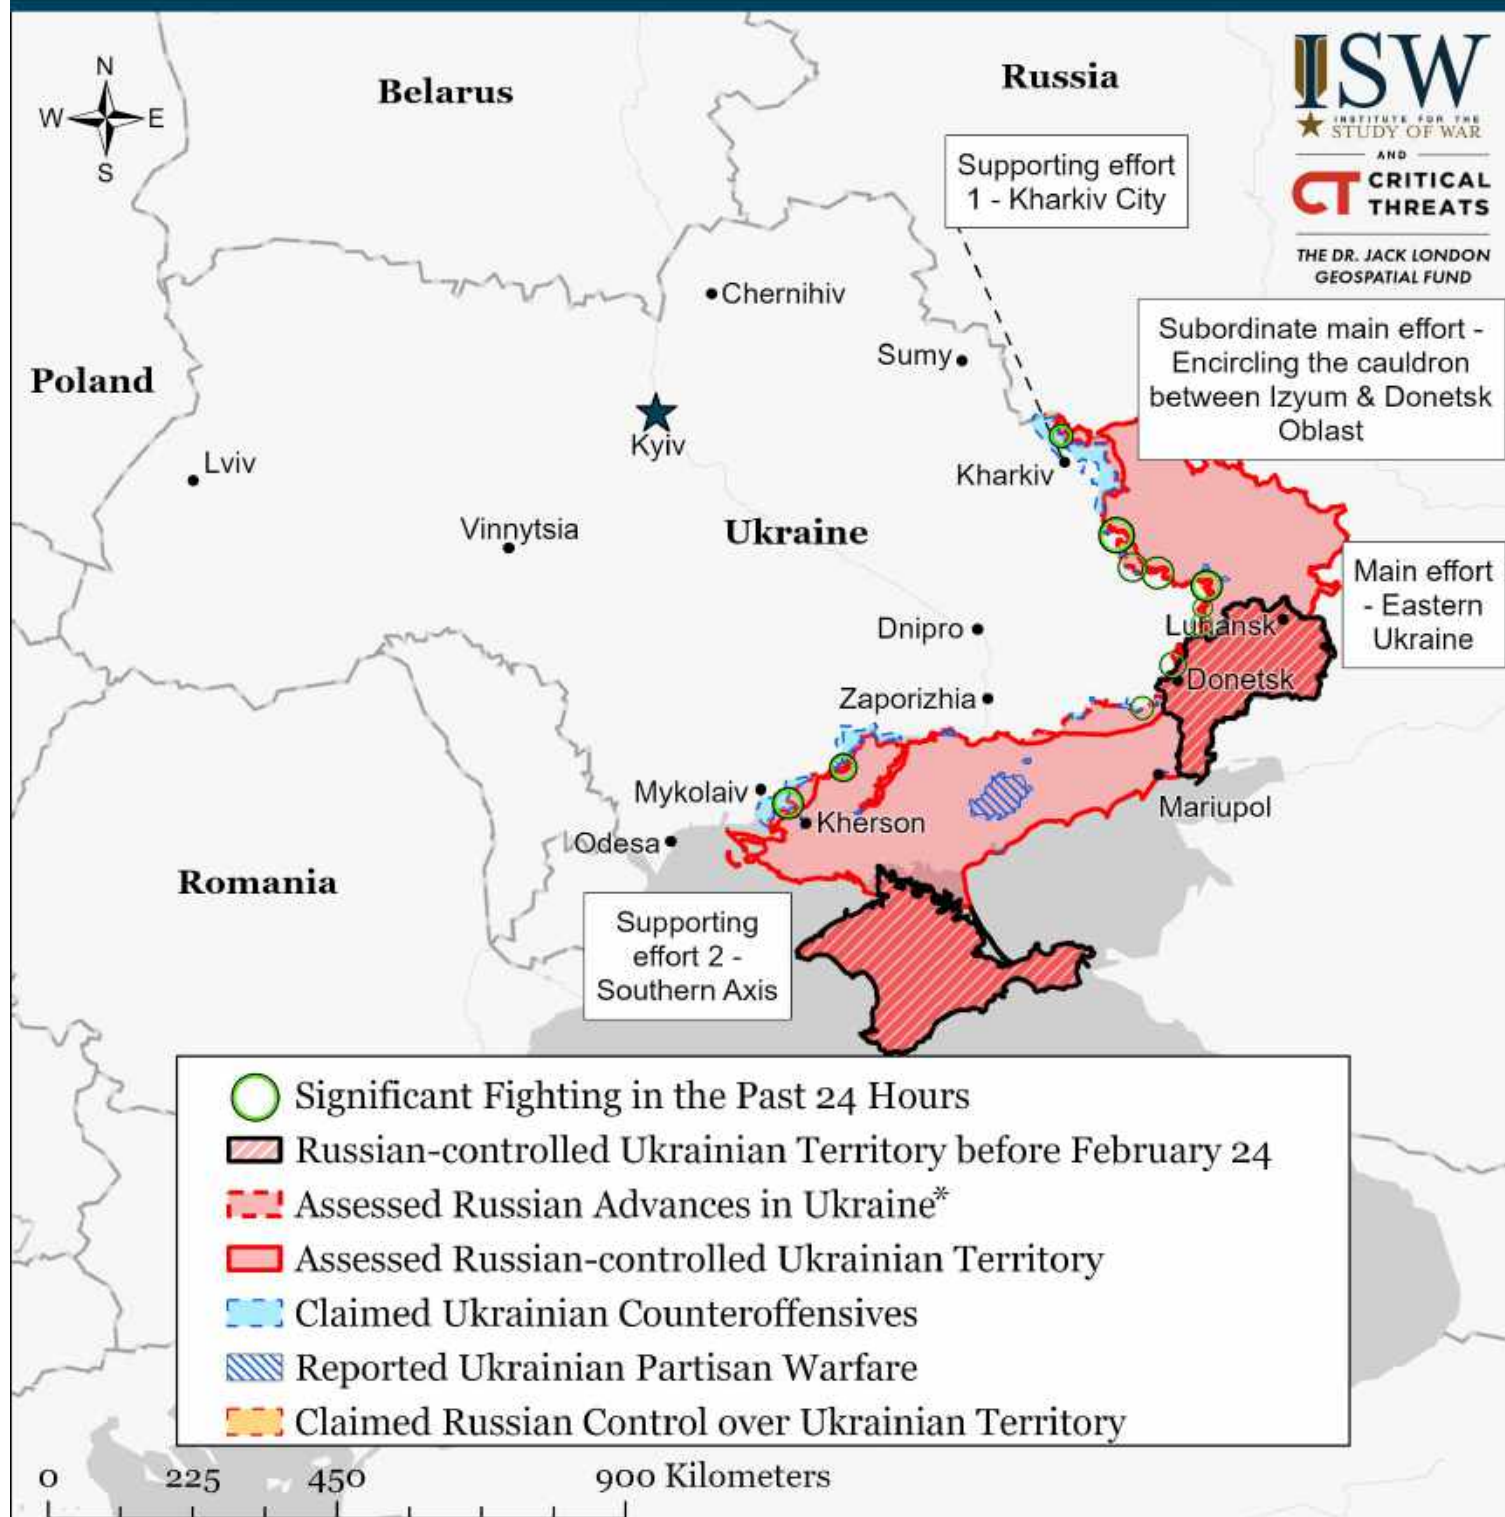 N
W E
S
Belarus
Russia
ISW
INSTITUTE FOR THE
STUDY OF WAR
AND
CT CRITICAL
THREATS
THE DR. JACK LONDON
GEOSPATIAL FUND
Supporting effort
1 - Kharkiv City
Chernihiv
Subordinate main effort -
Encircling the cauldron
between Izyum & Donetsk
Oblast
Sumy
Poland
Kyiv
Lviv
Kharkiv
Vinnytsia
Ukraine
Main effort
- Eastern
Ukraine
Dnipro
Luhansk
Donetsk
Zaporizhia
Mykolaiv
Mariupol
Kherson
Odesa
Romania
Supporting
effort 2 -
Southern Axis
Significant Fighting in the Past 24 Hours
Russian-controlled Ukrainian Territory before February 24
Assessed Russian Advances in Ukraine*
Assessed Russian-controlled Ukrainian Territory
Claimed Ukrainian Counteroffensives
Reported Ukrainian Partisan Warfare
Claimed Russian Control over Ukrainian Territory
0 225 450 900 Kilometers